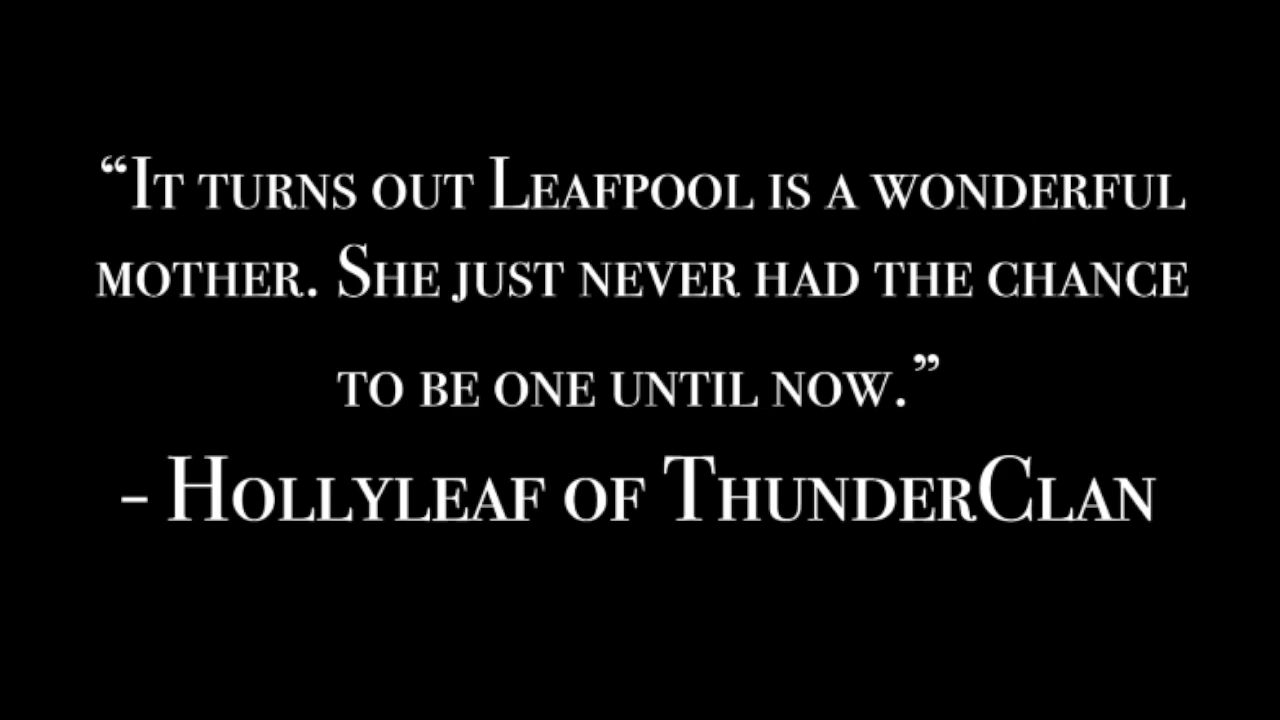 “It turns out Leafpool is a wonderful
mother. She just never had the chance
to be one until now.”
- Hollyleaf of ThunderClan